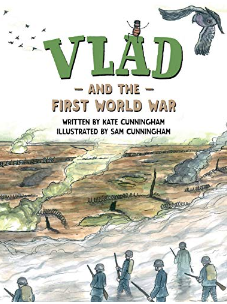 VLAD
- AND THE -
FIRST WORLD WAR
WRITTEN BY KATE CUNNINGHAM
ILLUSTRATED BY SAM CUNNINGHAM